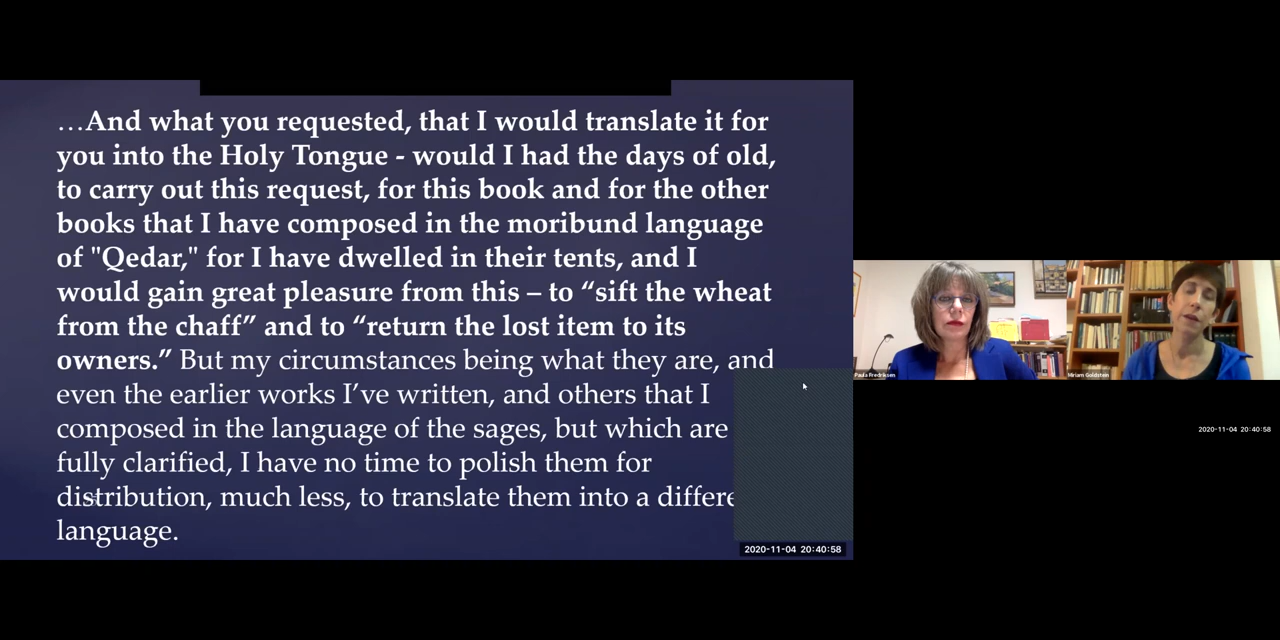 …And what you requested, that I would translate it for
you into the Holy Tongue - would I had the days of old,
to carry out this request, for this book and for the other
books that I have composed in the moribund language
of "Qedar," for I have dwelled in their tents, and I
would gain great pleasure from this – to “sift the wheat
from the chaff” and to “return the lost item to its
owners.” But my circumstances being what they are, and
even the earlier works I’ve written, and others that I
composed in the language of the sages, but which are
fully clarified, I have no time to polish them for
distribution, much less, to translate them into a differe
language.
2020-11-04 20:40:58
Paula Fredriksen
Miriam Goldstein
2020-11-04 20:40:58